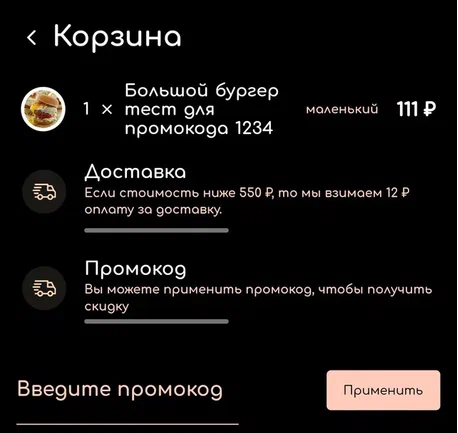 Корзина
1 × Большой бургер маленький 111 ₽
тест для
промокода 1234
Доставка
Если стоимость ниже 550 ₽, то мы взимаем 12 ₽
оплату за доставку.
Промокод
Вы можете применить промокод, чтобы получить
скидку
Введите промокод
Применить